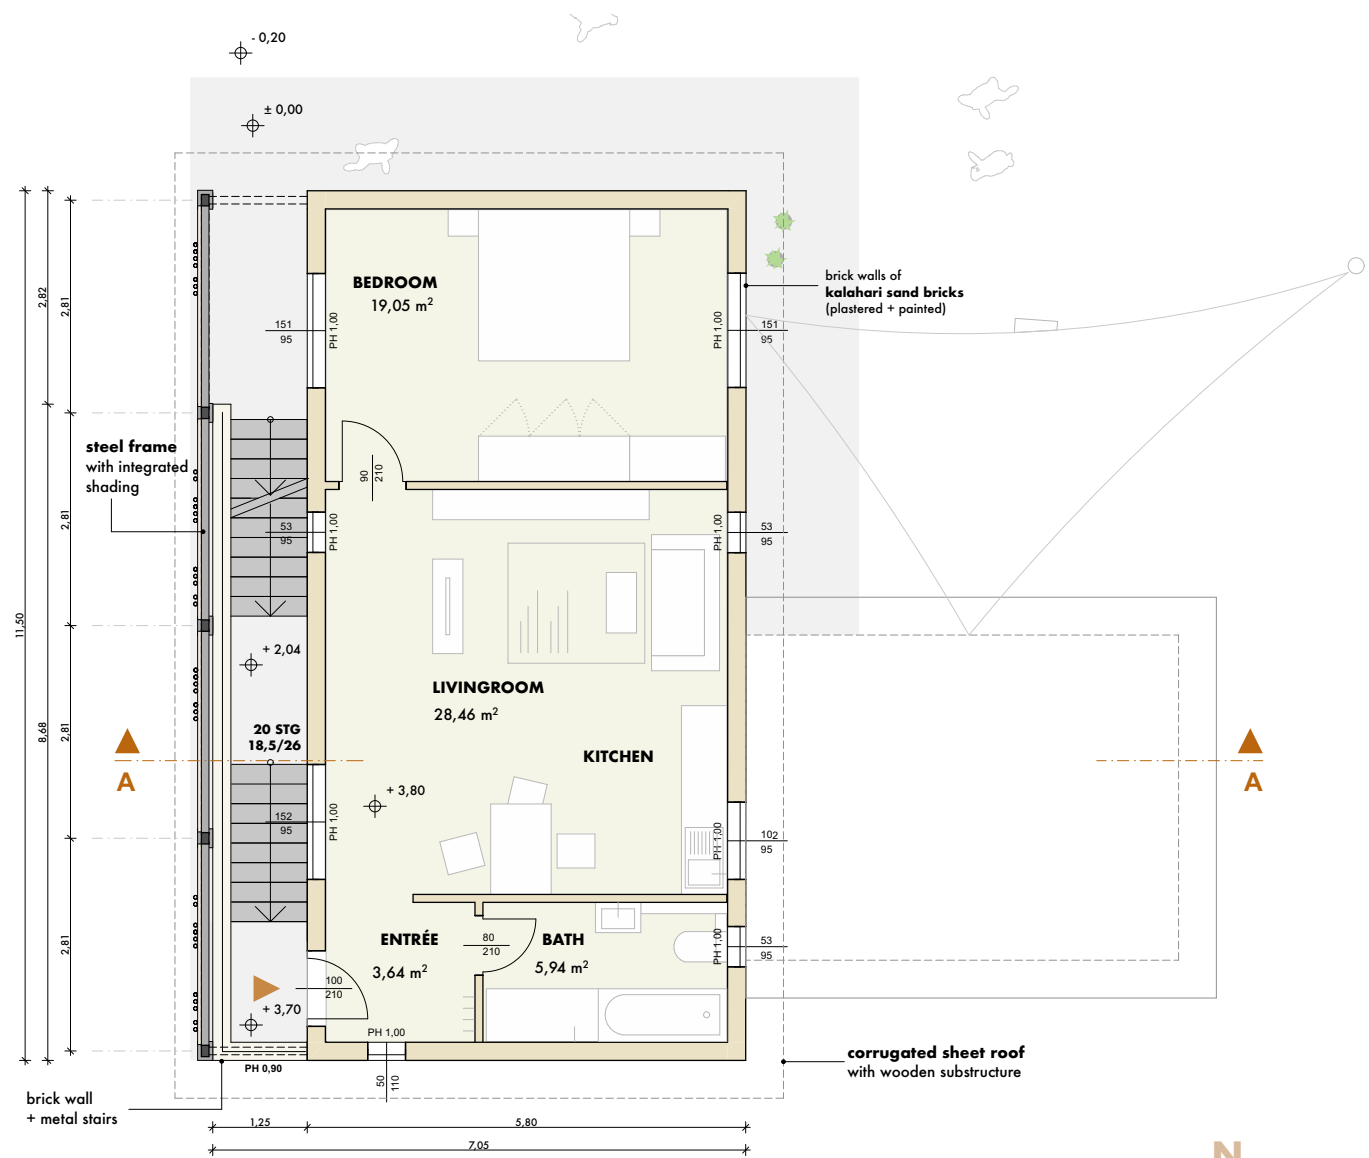 - 0,20
± 0,00
BEDROOM
19,05 m²
brick walls of
kalahari sand bricks
(plastered + painted)
151
95
PH 1,00
PH 1,00
151
95
2,82
2,81
steel frame
with integrated
shading
90
210
53
95
PH 1,00
PH 1,00
53
95
2,81
11,50
+ 2,04
LIVINGROOM
28,46 m²
20 STG
18,5/26
KITCHEN
8,68
2,81
A
A
+ 3,80
152
95
PH 1,00
PH 1,00
102
95
ENTRÉE
3,64 m²
80
210
BATH
5,94 m²
PH 1,00
53
95
2,81
100
210
+ 3,70
PH 1,00
PH 0,90
50
110
corrugated sheet roof
with wooden substructure
brick wall
+ metal stairs
1,25
5,80
7,05
N